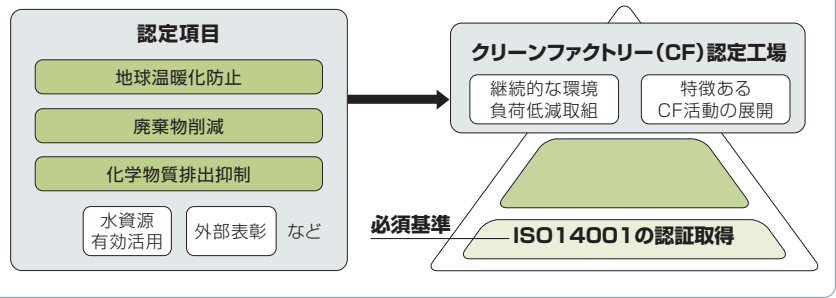 認定項目
地球温暖化防止
廃棄物削減
化学物質排出抑制
水資源
有効活用
外部表彰
など
クリーンファクトリー(CF)認定工場
継続的な環境
負荷低減取組
特徴ある
CF活動の展開
必須基準
ISO14001の認証取得